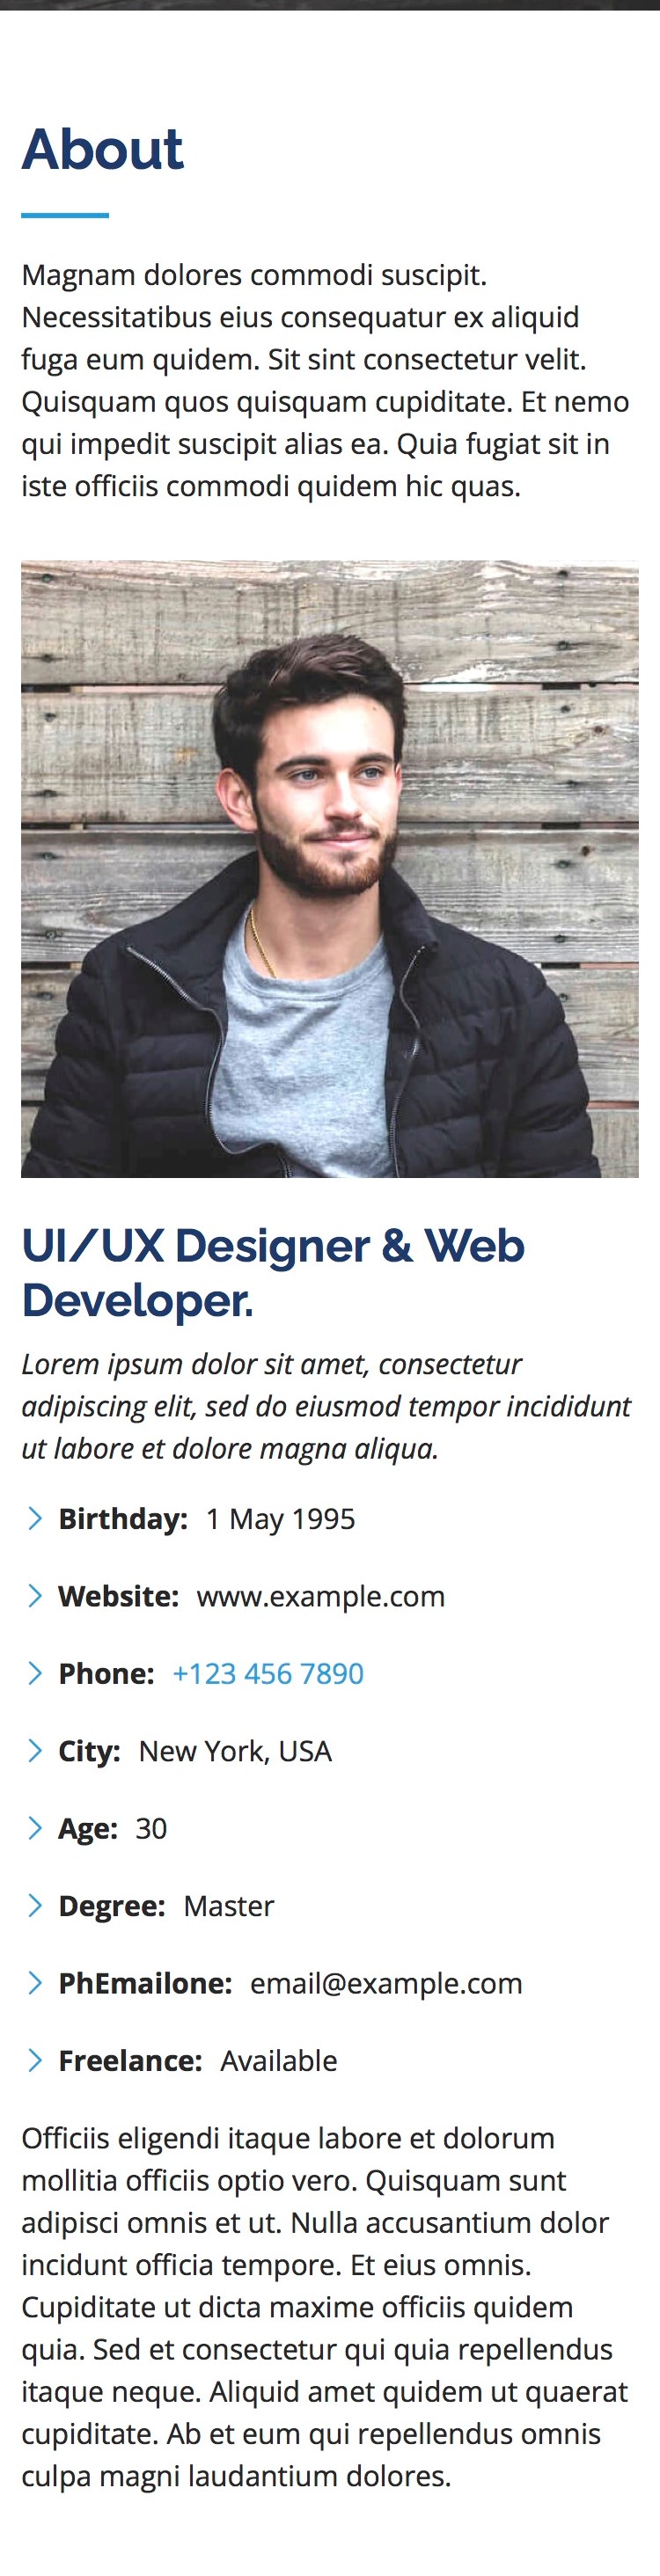 About
Magnam dolores commodi suscipit.
Necessitatibus eius consequatur ex aliquid
fuga eum quidem. Sit sint consectetur velit.
Quisquam quos quisquam cupiditate. Et nemo
qui impedit suscipit alias ea. Quia fugiat sit in
iste officiis commodi quidem hic quas.
UI/UX Designer & Web
Developer.
Lorem ipsum dolor sit amet, consectetur
adipiscing elit, sed do eiusmod tempor incididunt
ut labore et dolore magna aliqua.
Birthday: 1 May 1995
Website: www.example.com
Phone: +123 456 7890
City: New York, USA
Age: 30
Degree: Master
PhEmailone: email@example.com
Freelance: Available
Officiis eligendi itaque labore et dolorum
mollitia officiis optio vero. Quisquam sunt
adipisci omnis et ut. Nulla accusantium dolor
incidunt officia tempore. Et eius omnis.
Cupiditate ut dicta maxime officiis quidem
quia. Sed et consectetur qui quia repellendus
itaque neque. Aliquid amet quidem ut quaerat
cupiditate. Ab et eum qui repellendus omnis
culpa magni laudantium dolores.